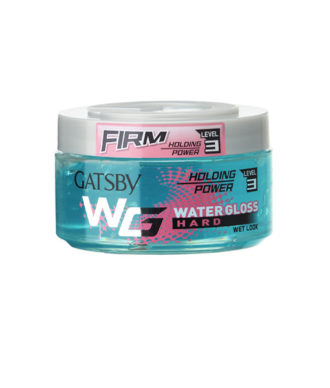 FIRM
HOLDING
POWER
LEVEL
3
GATSBY
HOLDING
POWER
LEVEL
3
WG
WATER GLOSS
HARD
WET LOOK